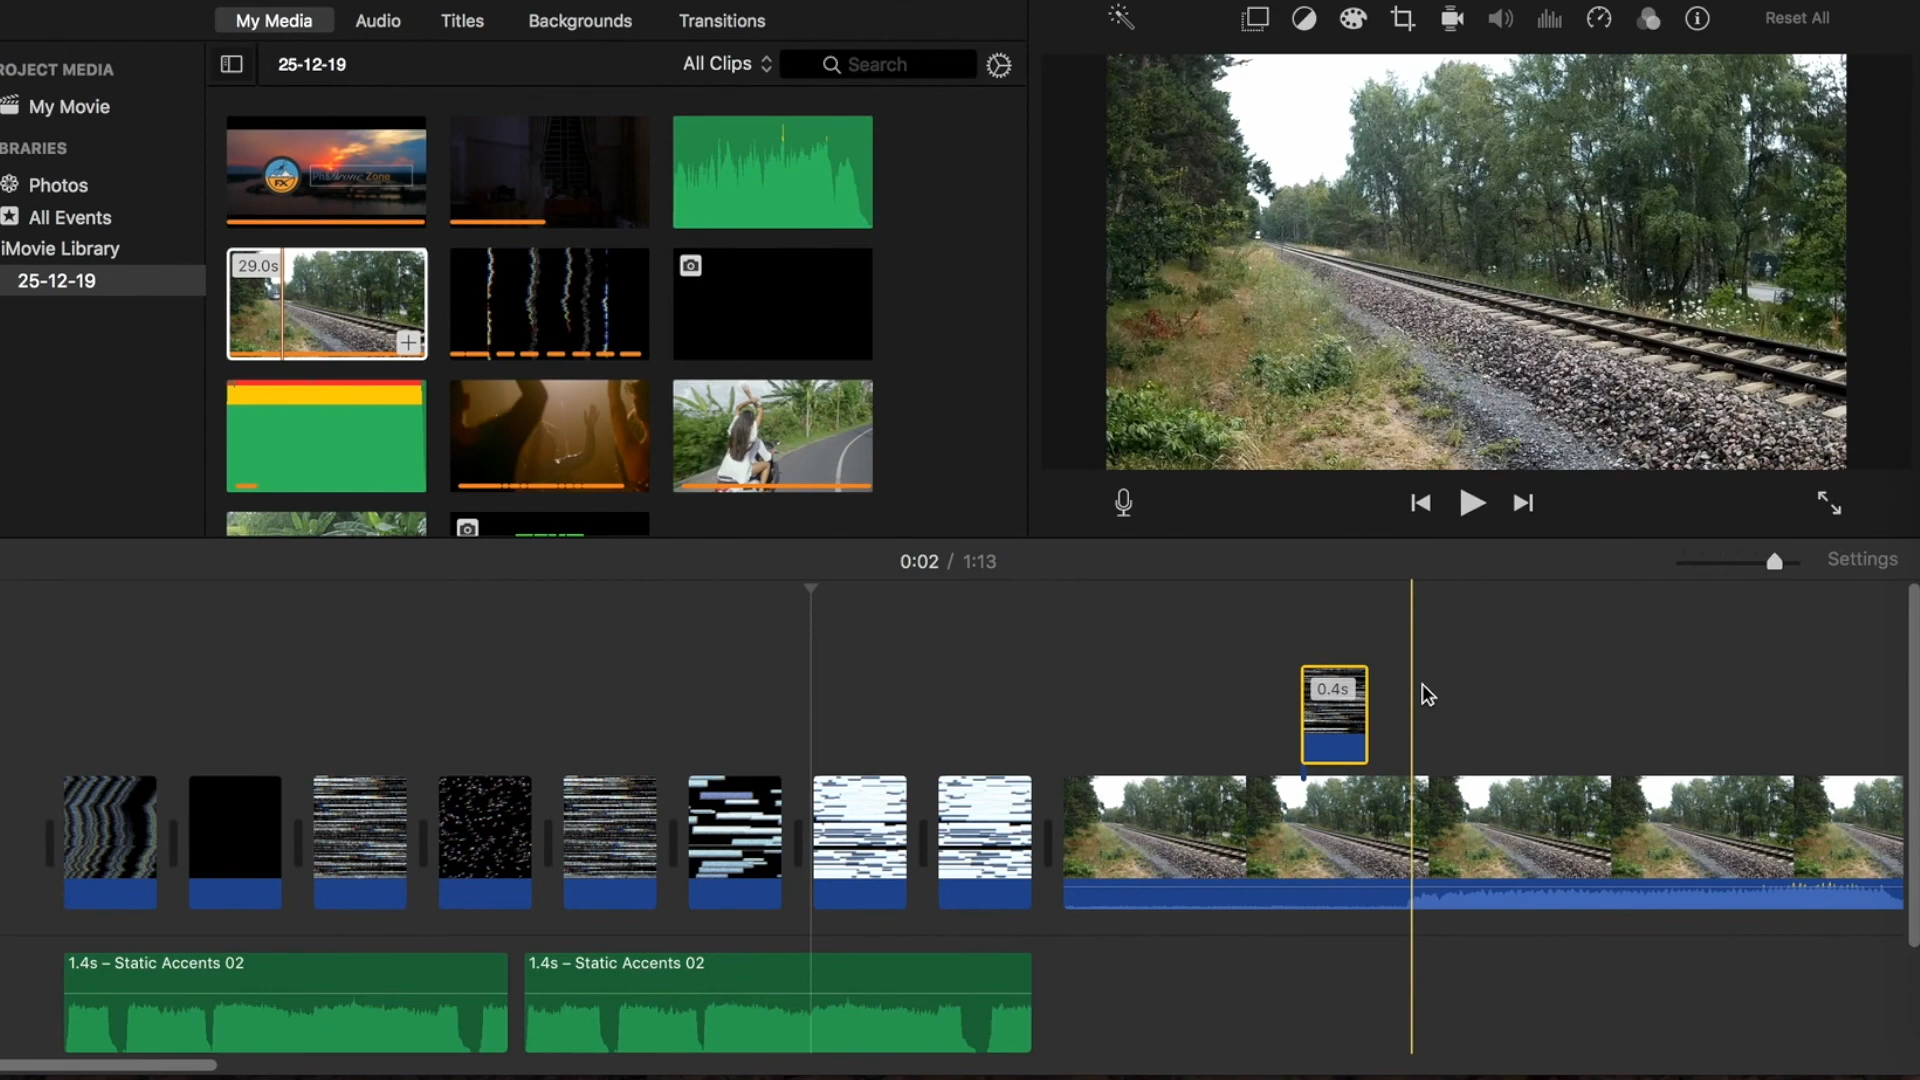 My Media
Audio
Titles
Backgrounds
Transitions
Reset All
ROJECT MEDIA
My Movie
BRARIES
Photos
All Events
iMovie Library
25-12-19
25-12-19
All Clips
Search
Zone
29.0s
0:02 / 1:13
Settings
0.4s
1.4s – Static Accents 02
1.4s – Static Accents 02